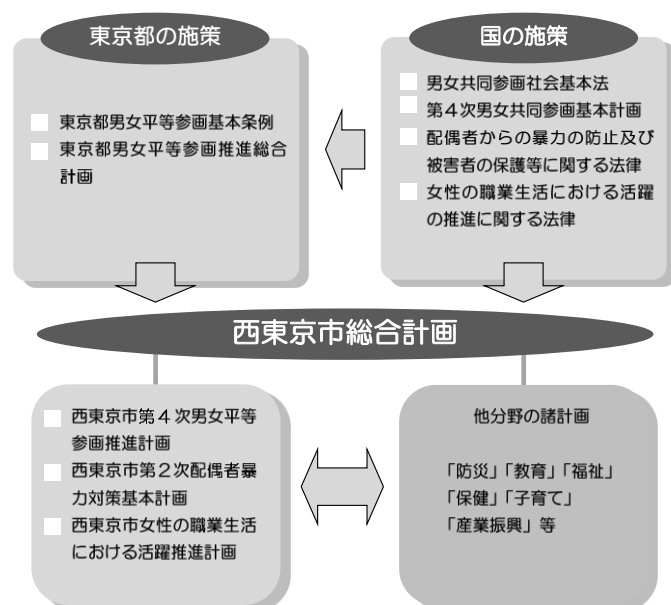 東京都の施策
東京都男女平等参画基本条例
東京都男女平等参画推進総合
計画
国の施策
男女共同参画社会基本法
第４次男女共同参画基本計画
配偶者からの暴力の防止及び
被害者の保護等に関する法律
女性の職業生活における活躍
の推進に関する法律
西東京市総合計画
西東京市第４次男女平等
参画推進計画
西東京市第２次配偶者暴
力対策基本計画
西東京市女性の職業生活
における活躍推進計画
他分野の諸計画
「防災」「教育」「福祉」
「保健」「子育て」
「産業振興」等